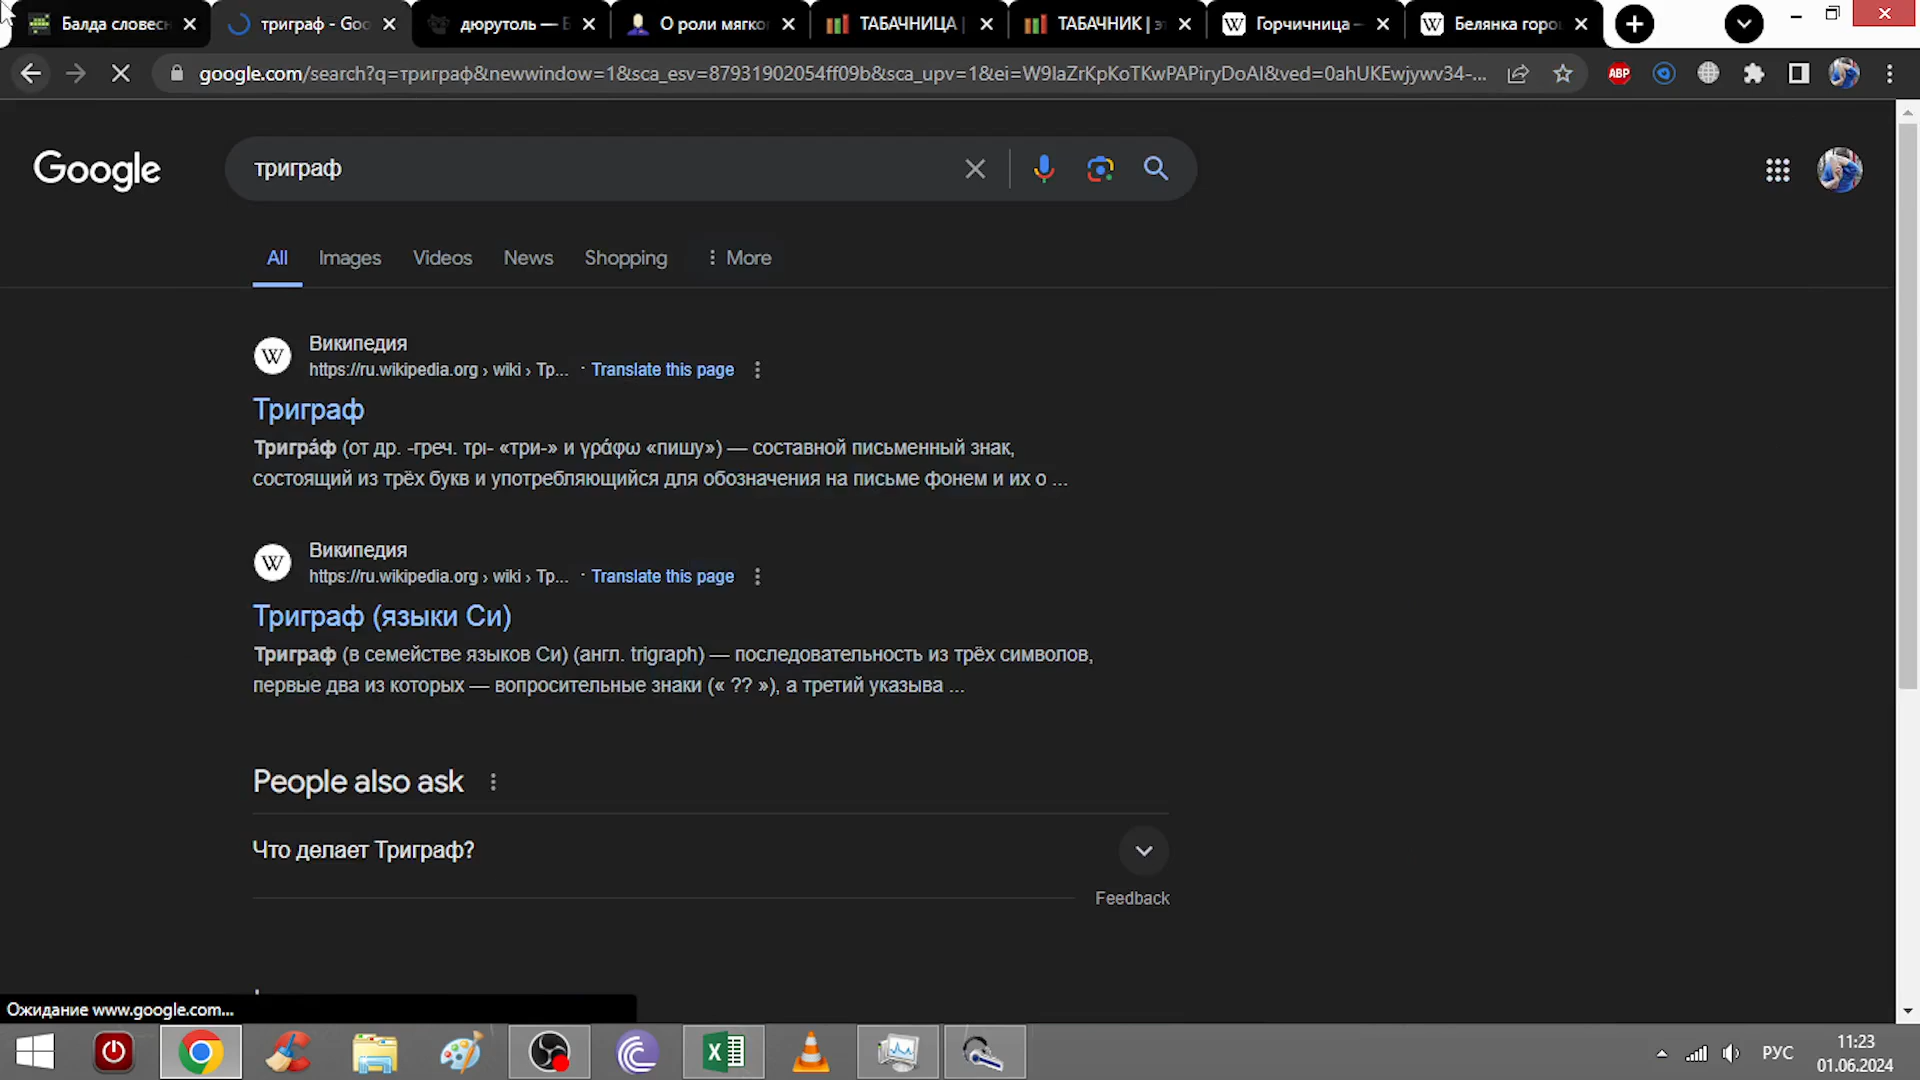 Балда словесн
триграф - Goo
дюрутоль — Б
О роли мягко
ТАБАЧНИЦА |
ТАБАЧНИК | э
Горчичница –
Белянка горо
google.com/search?q=триграф&newwindow=1&sca_esv=87931902054ff09b&sca_upv=1&ei=W9laZrKpKoTKwPAPiryDoAI&ved=0ahUKEwjywv34-...
ABP
Google
триграф
All
Images
Videos
News
Shopping
More
Википедия
https://ru.wikipedia.org › wiki › Тр... · Translate this page
Триграф
Тригра́ф (от др. -греч. τρι- «три-» и γράφω «пишу») — составной письменный знак,
состоящий из трёх букв и употребляющийся для обозначения на письме фонем и их о ...
Википедия
https://ru.wikipedia.org › wiki › Тр... · Translate this page
Триграф (языки Си)
Триграф (в семействе языков Си) (англ. trigraph) — последовательность из трёх символов,
первые два из которых — вопросительные знаки (« ?? »), а третий указыва ...
People also ask
Что делает Триграф?
Feedback
Ожидание www.google.com...
РУС
11:23
01.06.2024